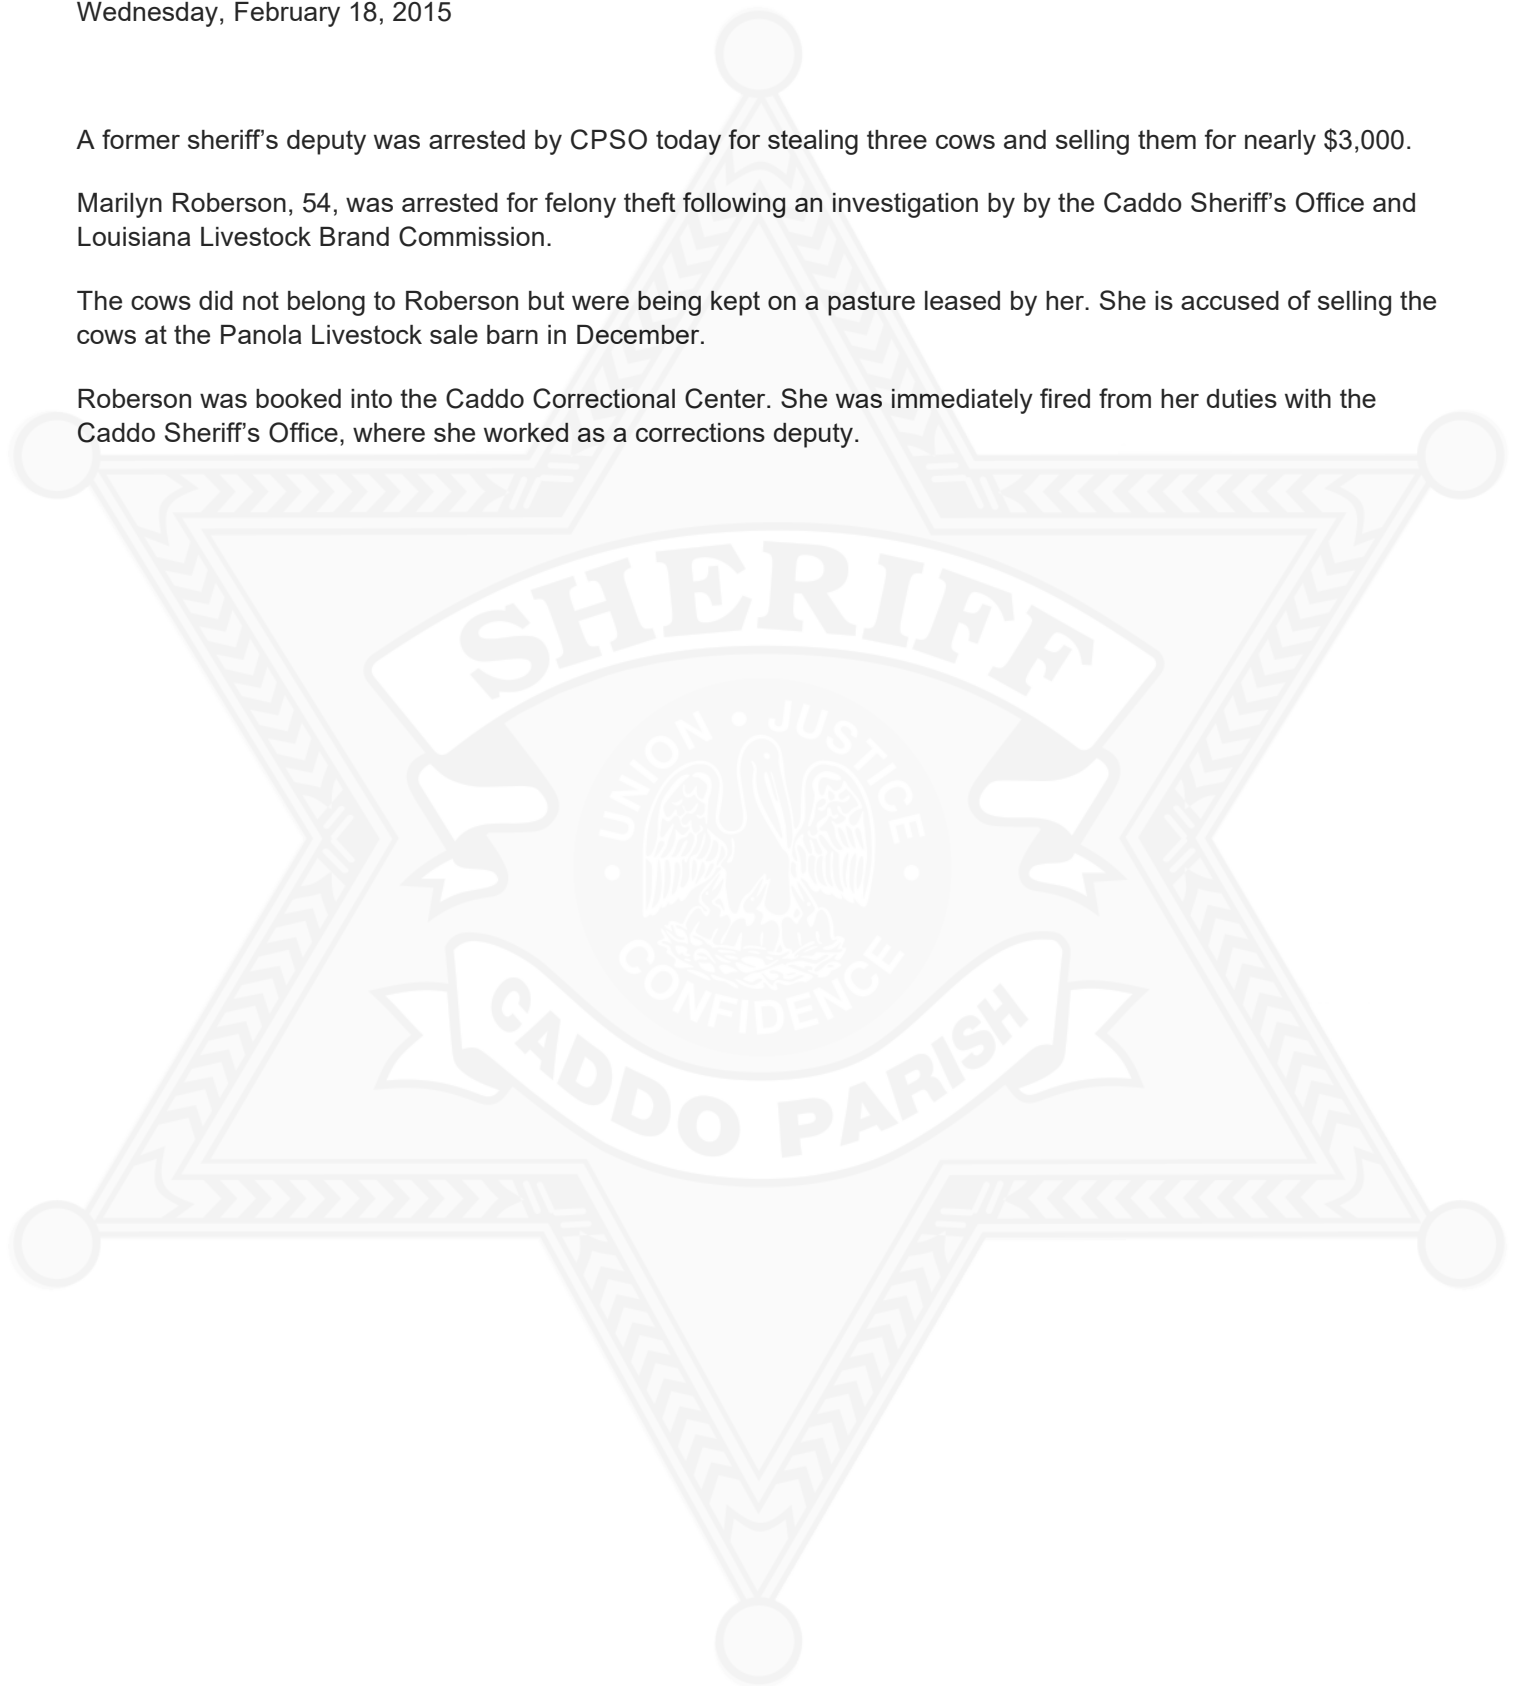 Wednesday, February 18, 2015
A former sheriff’s deputy was arrested by CPSO today for stealing three cows and selling them for nearly $3,000.
Marilyn Roberson, 54, was arrested for felony theft following an investigation by by the Caddo Sheriff’s Office and
Louisiana Livestock Brand Commission.
The cows did not belong to Roberson but were being kept on a pasture leased by her. She is accused of selling the
cows at the Panola Livestock sale barn in December.
Roberson was booked into the Caddo Correctional Center. She was immediately fired from her duties with the
Caddo Sheriff’s Office, where she worked as a corrections deputy.
SHERIFF
UNION • JUSTICE
• CONFIDENCE •
CADDO PARISH